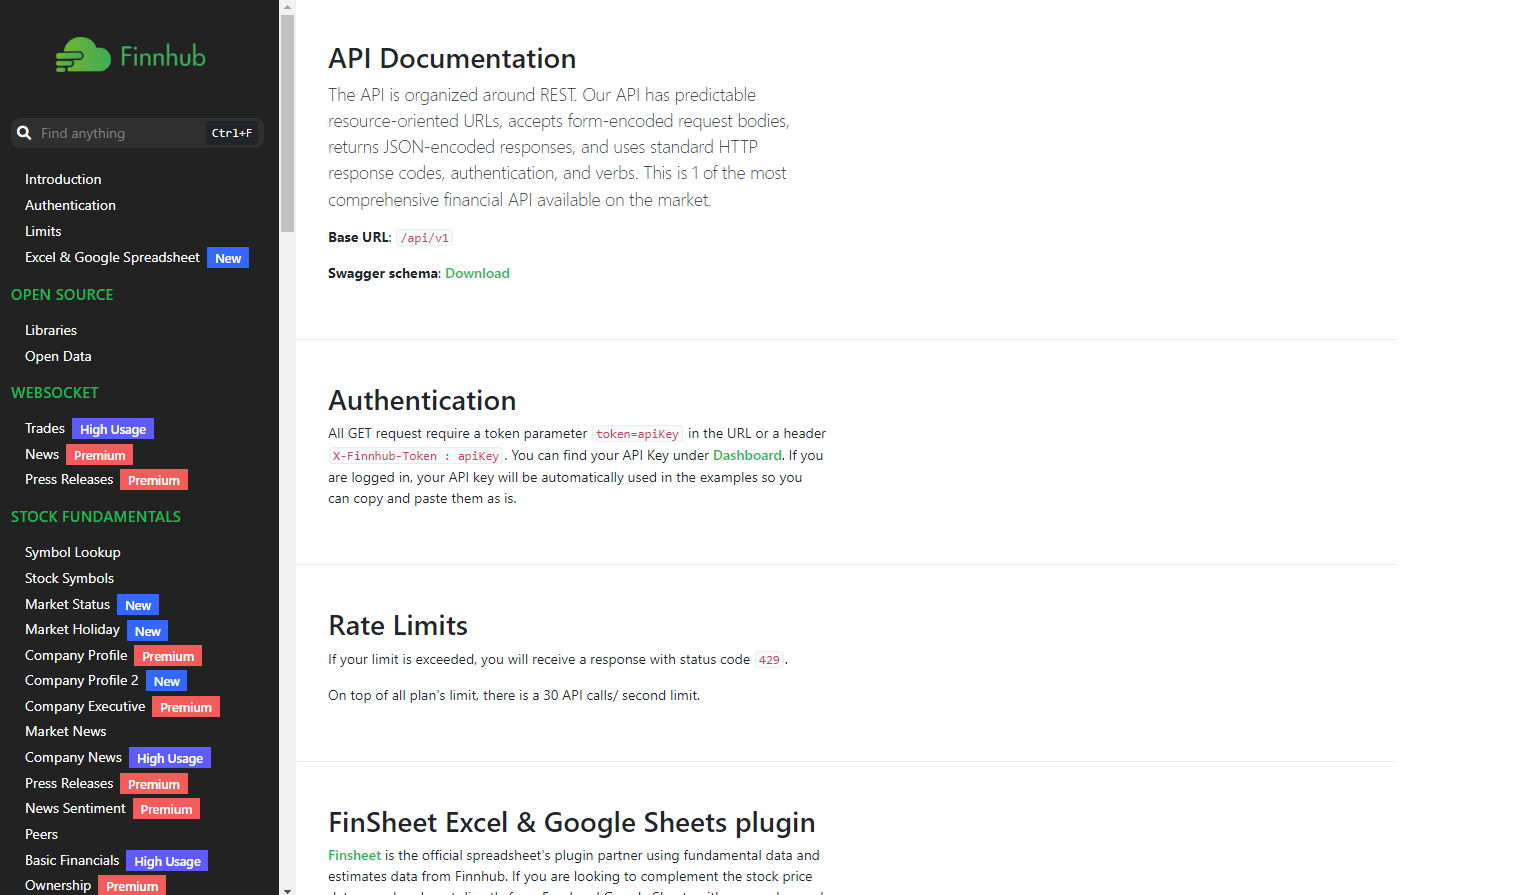 Finnhub
Find anything Ctrl+F
Introduction
Authentication
Limits
Excel & Google Spreadsheet New
OPEN SOURCE
Libraries
Open Data
WEBSOCKET
Trades High Usage
News Premium
Press Releases Premium
STOCK FUNDAMENTALS
Symbol Lookup
Stock Symbols
Market Status New
Market Holiday New
Company Profile Premium
Company Profile 2 New
Company Executive Premium
Market News
Company News High Usage
Press Releases Premium
News Sentiment Premium
Peers
Basic Financials High Usage
Ownership Premium
API Documentation
The API is organized around REST. Our API has predictable
resource-oriented URLs, accepts form-encoded request bodies,
returns JSON-encoded responses, and uses standard HTTP
response codes, authentication, and verbs. This is 1 of the most
comprehensive financial API available on the market.
Base URL: /api/v1
Swagger schema: Download
Authentication
All GET request require a token parameter token=apiKey in the URL or a header
X-Finnhub-Token : apiKey . You can find your API Key under Dashboard. If you
are logged in, your API key will be automatically used in the examples so you
can copy and paste them as is.
Rate Limits
If your limit is exceeded, you will receive a response with status code 429 .
On top of all plan's limit, there is a 30 API calls/ second limit.
FinSheet Excel & Google Sheets plugin
Finsheet is the official spreadsheet's plugin partner using fundamental data and
estimates data from Finnhub. If you are looking to complement the stock price